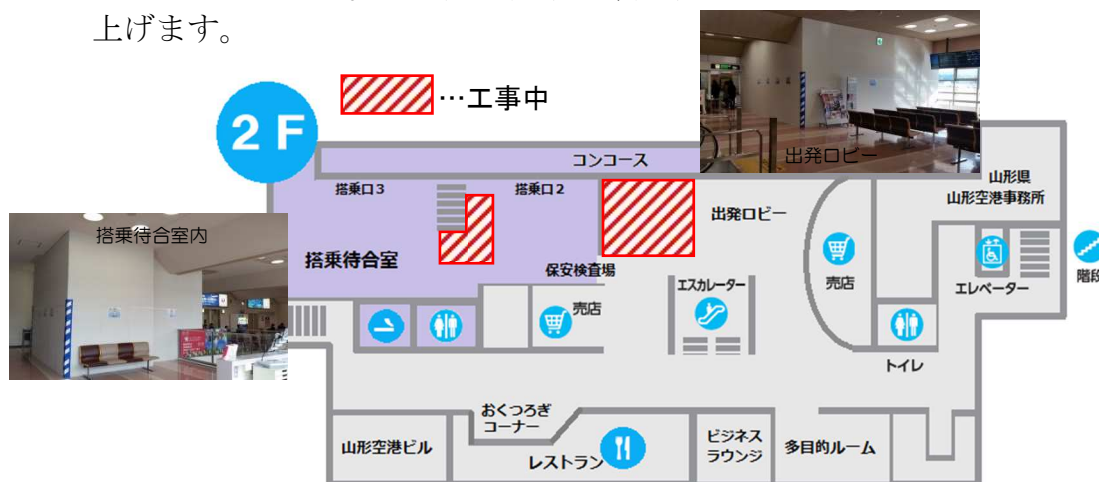 上げます。
…工事中
2F
出発ロビー
コンコース
山形県
山形空港事務所
搭乗口3
搭乗口2
出発ロビー
搭乗待合室内
搭乗待合室
保安検査場
エスカレーター
売店
売店
エレベーター
階段
トイレ
おくつろぎ
コーナー
山形空港ビル
レストラン
ビジネス
ラウンジ
多目的ルーム